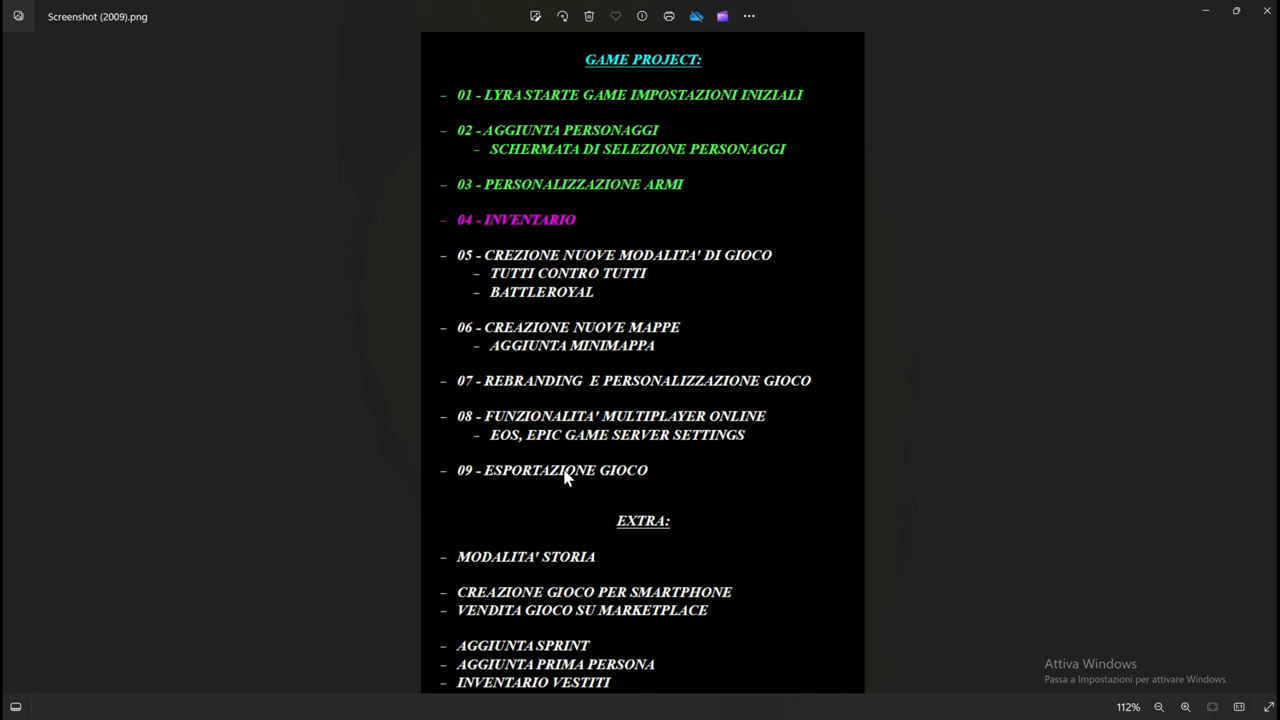 Screenshot (2009).png
GAME PROJECT:
- 01 - LYRA STARTE GAME IMPOSTAZIONI INIZIALI
- 02 - AGGIUNTA PERSONAGGI
- SCHERMATA DI SELEZIONE PERSONAGGI
- 03 - PERSONALIZZAZIONE ARMI
- 04 - INVENTARIO
- 05 - CREZIONE NUOVE MODALITA' DI GIOCO
- TUTTI CONTRO TUTTI
- BATTLEROYAL
- 06 - CREAZIONE NUOVE MAPPE
- AGGIUNTA MINIMAPPA
- 07 - REBRANDING E PERSONALIZZAZIONE GIOCO
- 08 - FUNZIONALITA' MULTIPLAYER ONLINE
- EOS, EPIC GAME SERVER SETTINGS
- 09 - ESPORTAZIONE GIOCO
EXTRA:
- MODALITA' STORIA
- CREAZIONE GIOCO PER SMARTPHONE
- VENDITA GIOCO SU MARKETPLACE
- AGGIUNTA SPRINT
- AGGIUNTA PRIMA PERSONA
- INVENTARIO VESTITI
Attiva Windows
Passa a Impostazioni per attivare Windows.
112%